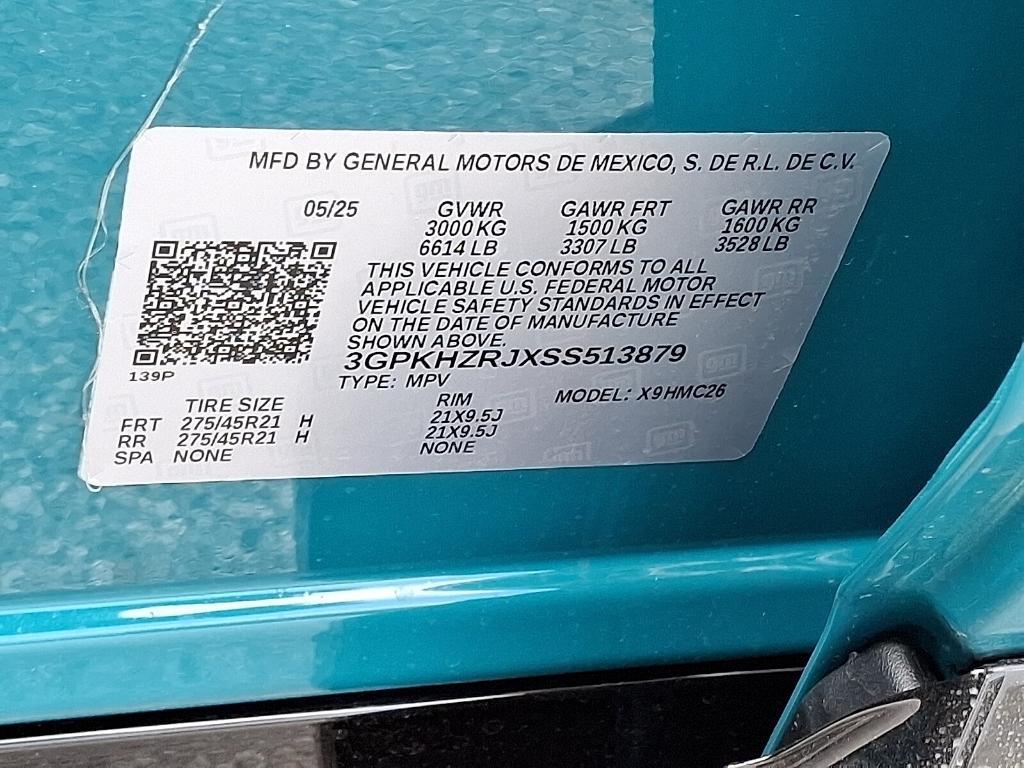 MFD BY GENERAL MOTORS DE MEXICO, S. DE R.L. DE C.V.
05/25 GVWR GAWR FRT GAWR RR
3000 KG 1500 KG 1600 KG
6614 LB 3307 LB 3528 LB
THIS VEHICLE CONFORMS TO ALL
APPLICABLE U.S. FEDERAL MOTOR
VEHICLE SAFETY STANDARDS IN EFFECT
ON THE DATE OF MANUFACTURE
SHOWN ABOVE.
3GPKHZRJXSS513879
139P
TYPE: MPV
TIRE SIZE RIM MODEL: X9HMC26
FRT 275/45R21 H 21X9.5J
RR 275/45R21 H 21X9.5J
SPA NONE NONE